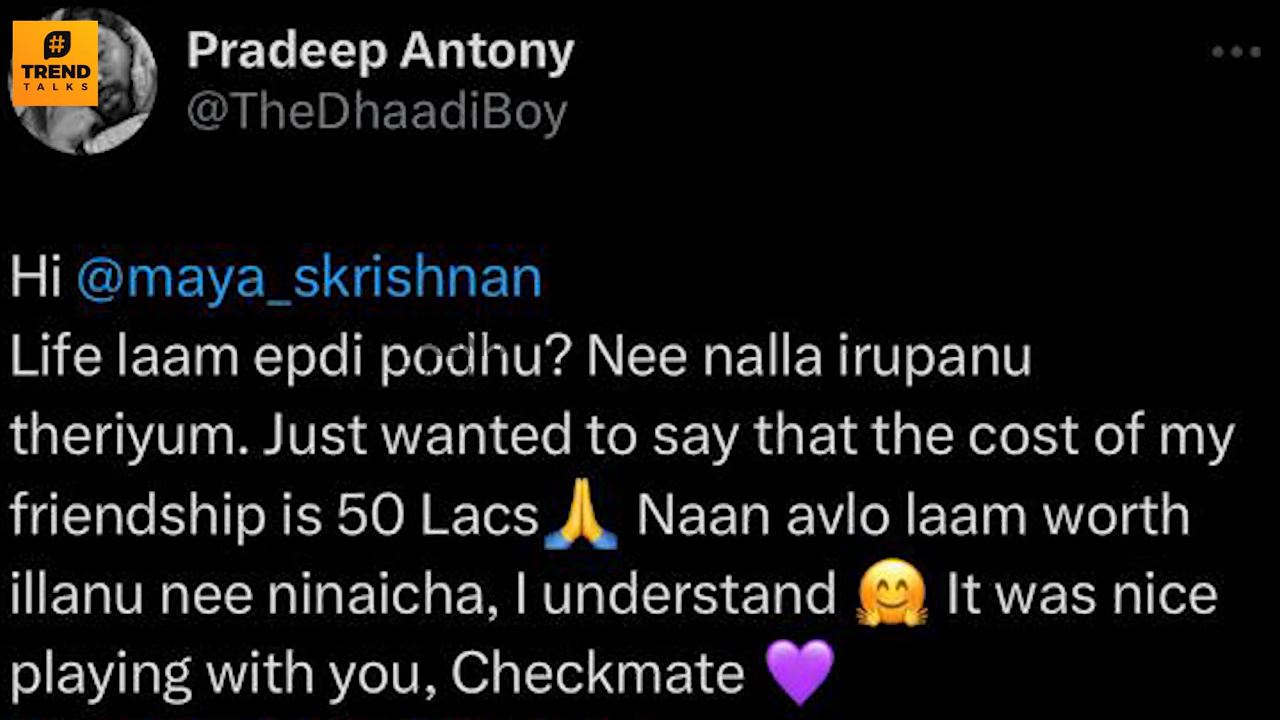 #
TREND
TALKS
Pradeep Antony
@TheDhaadiBoy
Hi @maya_skrishnan
Life laam epdi podhu? Nee nalla irupanu
theriyum. Just wanted to say that the cost of my
friendship is 50 Lacs🙏 Naan avlo laam worth
illanu nee ninaicha, I understand 🤗 It was nice
playing with you, Checkmate 💜